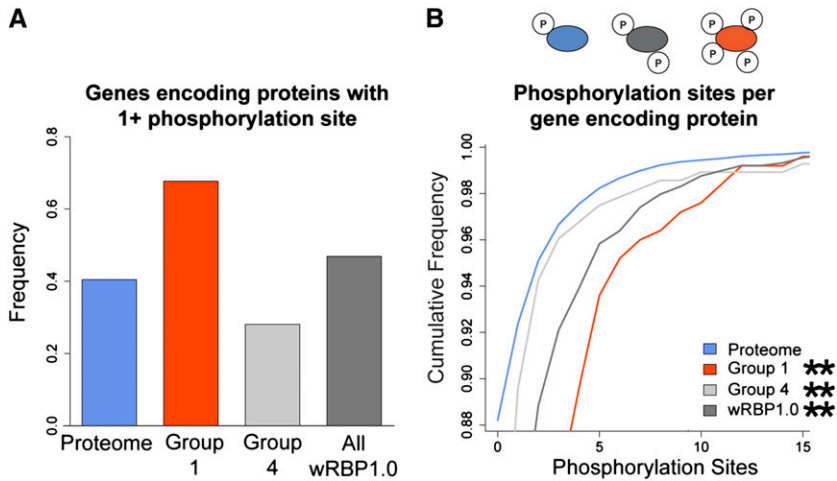 A
Genes encoding proteins with
1+ phosphorylation site
Frequency
0.8
0.6
0.4
0.2
0.0
Proteome
Group
1
Group
4
All
wRBP1.0
B
P
P
P
P
P
P
P
Phosphorylation sites per
gene encoding protein
Cumulative Frequency
1.00
0.98
0.96
0.94
0.92
0.90
0.88
Proteome
Group 1 **
Group 4 **
wRBP1.0 **
0 5 10 15
Phosphorylation Sites